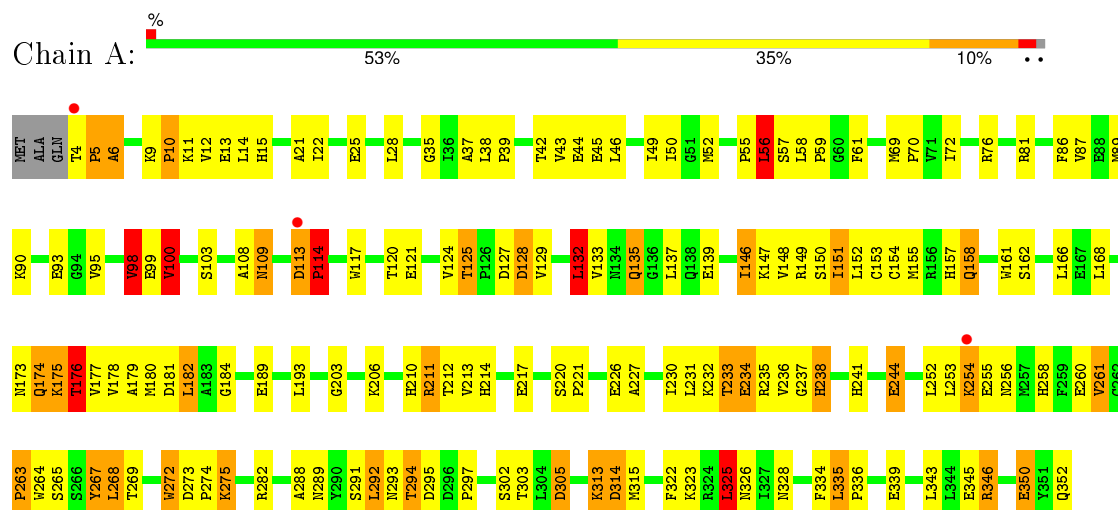 %
Chain A:
53% 35% 10% • •
MET ALA GLN T4 P5 A6 K9 P10 K11 V12 E13 L14 H15 A21 I22 E25 L28 G35 I36 A37 L38 P39 T42 V43 E44 E45 L46 I49 I50 G51 M52 P55 L56 S57 L58 P59 G60 F61 M69 P70 V71 I72 R76 R81 F86 V87 E88 M89
K90 E93 G94 V95 V98 E99 V100 S103 A108 N109 D113 P114 W117 T120 E121 V124 T125 P126 D127 D128 V129 L132 V133 N134 Q135 G136 L137 Q138 E139 I146 K147 V148 R149 S150 I151 L152 C153 C154 M155 R156 H157 Q158 W161 S162 L166 E167 L168
N173 Q174 K175 T176 V177 V178 A179 M180 D181 L182 A183 G184 E189 L193 G203 K206 H210 R211 T212 V213 H214 E217 S220 P221 E226 A227 I230 L231 K232 T233 E234 R235 V236 G237 H238 H241 E244 L252 L253 K254 E255 N256 M257 H258 F259 E260 V261 G262
P263 W264 S265 S266 Y267 L268 T269 W272 D273 P274 K275 R282 A288 N289 Y290 S291 L292 N293 T294 D295 D296 P297 S302 T303 L304 D305 K313 D314 M315 F322 K323 R324 L325 N326 I327 N328 F334 L335 P336 E339 L343 L344 E345 R346 E350 Y351 Q352